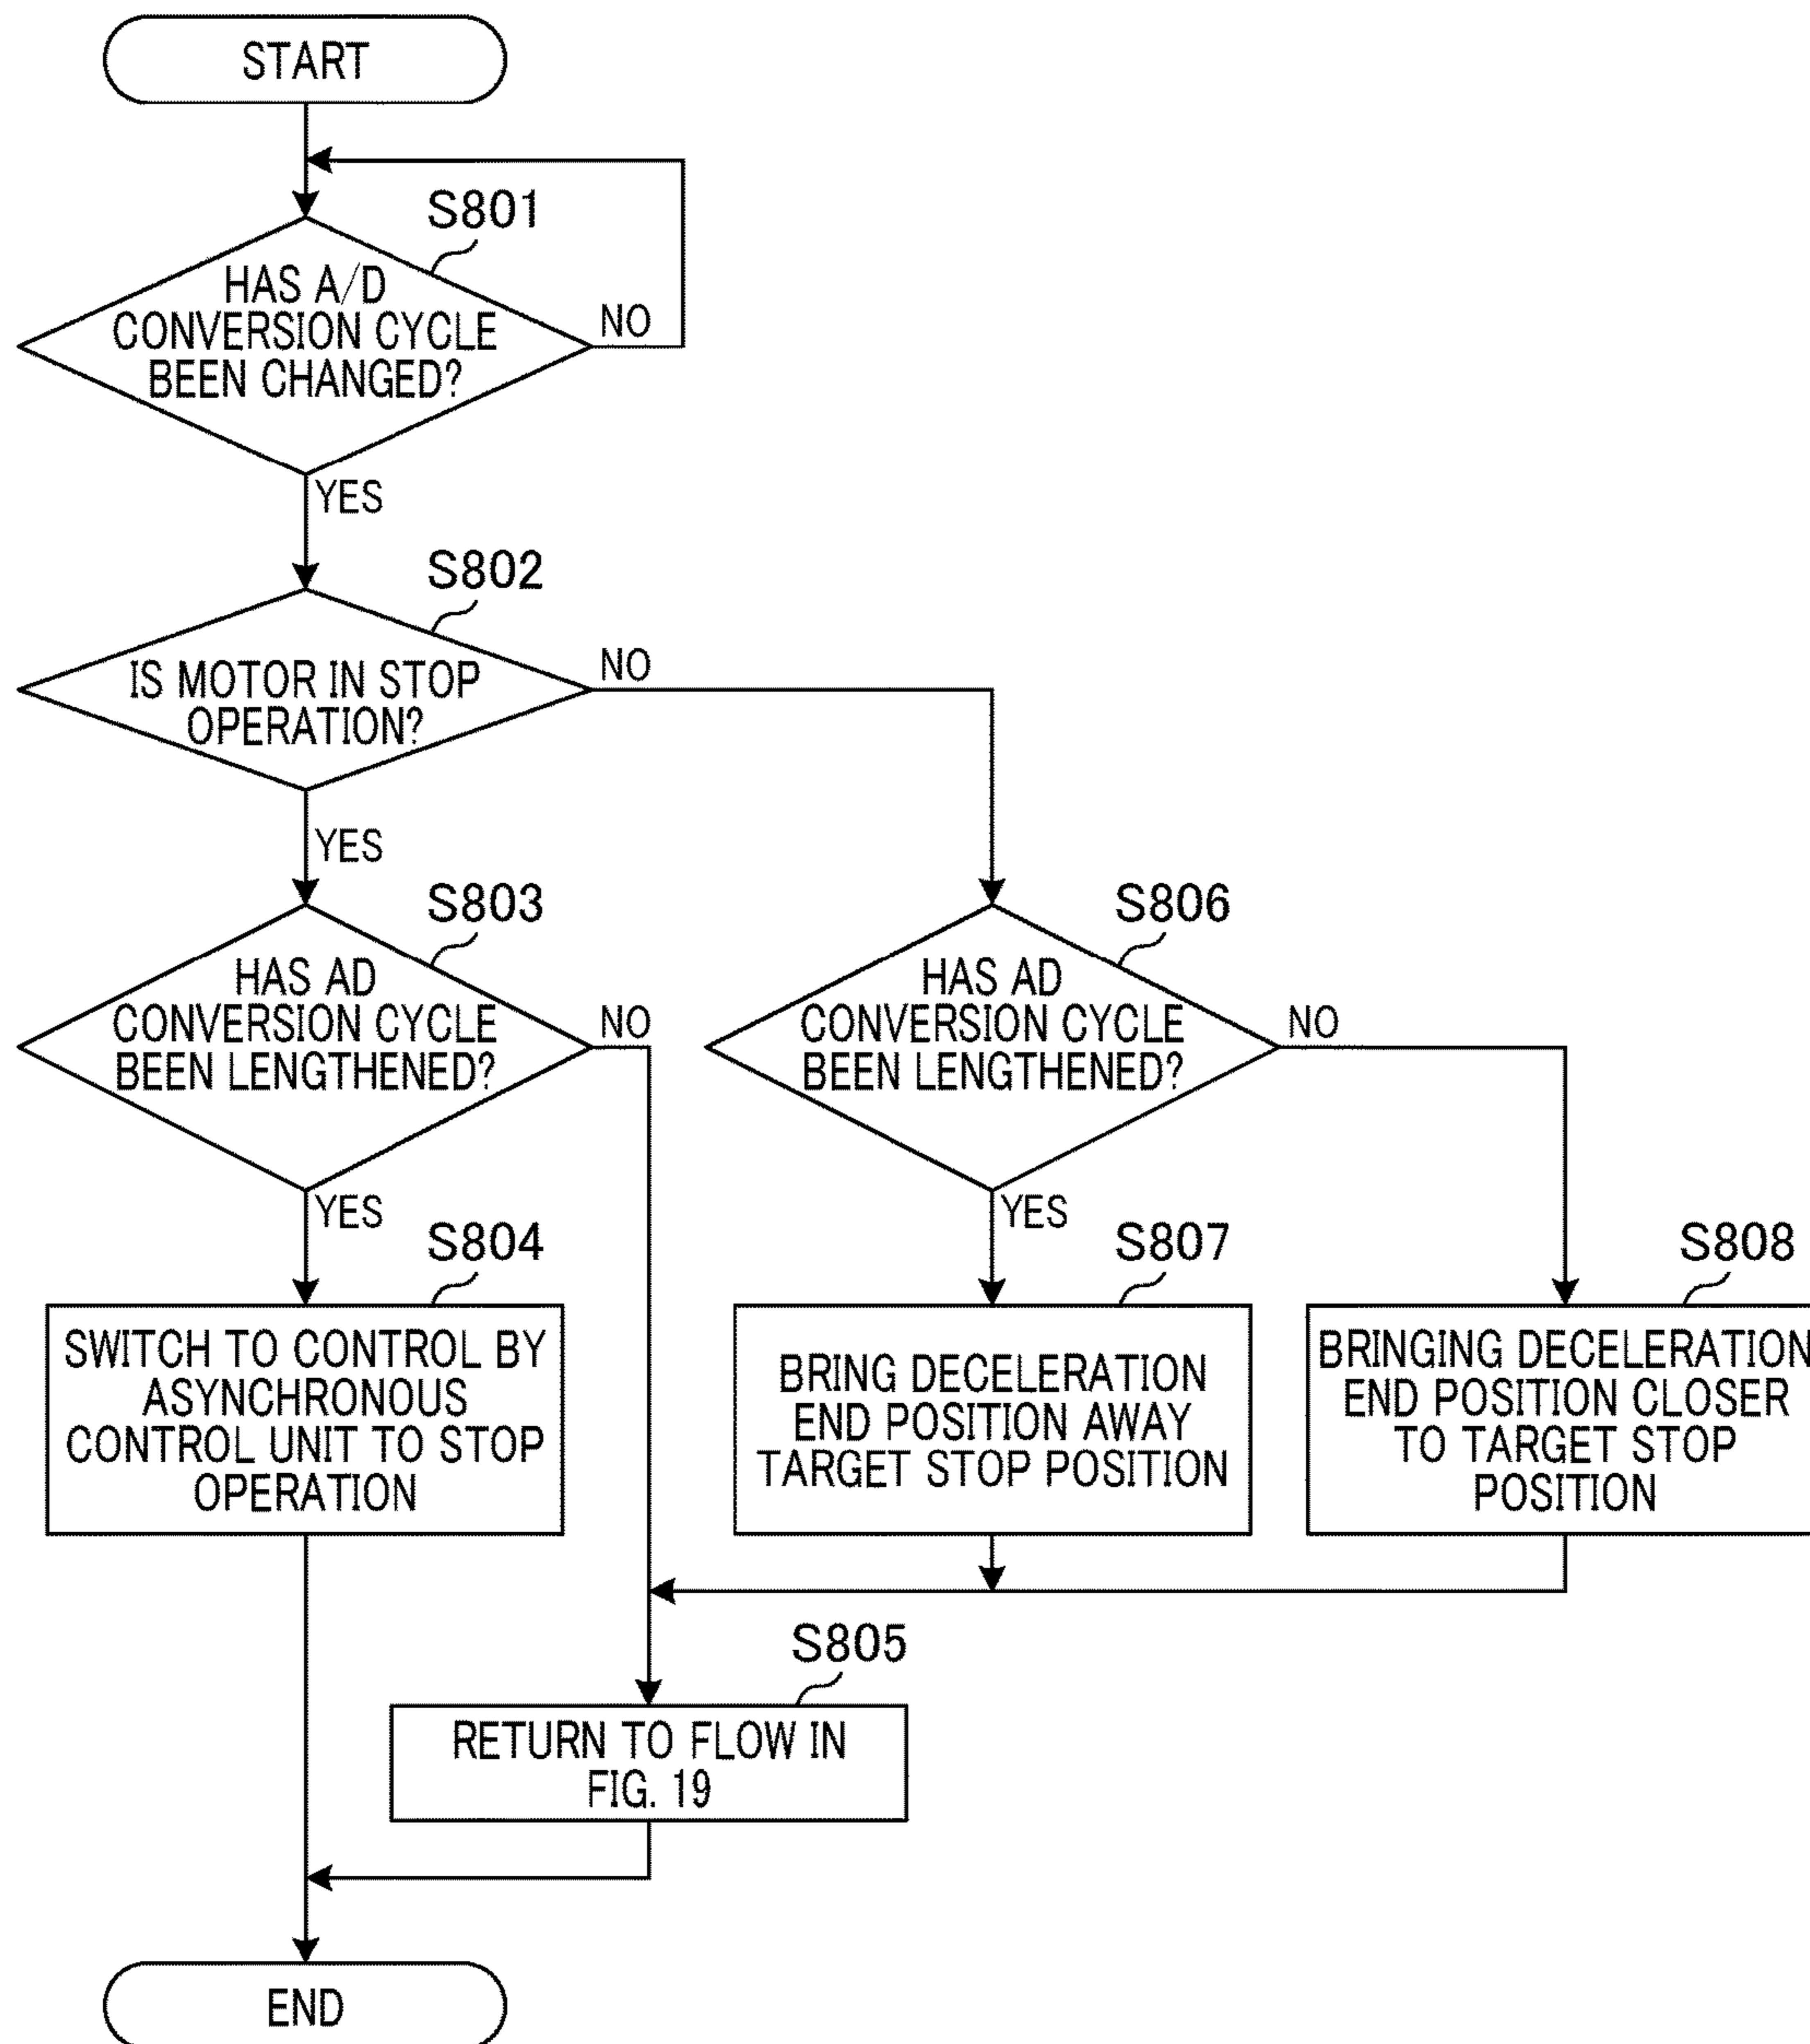 START
S801
HAS A/D
CONVERSION CYCLE
BEEN CHANGED?
NO
YES
S802
IS MOTOR IN STOP
OPERATION?
NO
YES
S803
HAS AD
CONVERSION CYCLE
BEEN LENGTHENED?
NO
YES
S806
HAS AD
CONVERSION CYCLE
BEEN LENGTHENED?
NO
YES
S804
SWITCH TO CONTROL BY
ASYNCHRONOUS
CONTROL UNIT TO STOP
OPERATION
S807
BRING DECELERATION
END POSITION AWAY
TARGET STOP POSITION
S808
BRINGING DECELERATION
END POSITION CLOSER
TO TARGET STOP
POSITION
S805
RETURN TO FLOW IN
FIG. 19
END